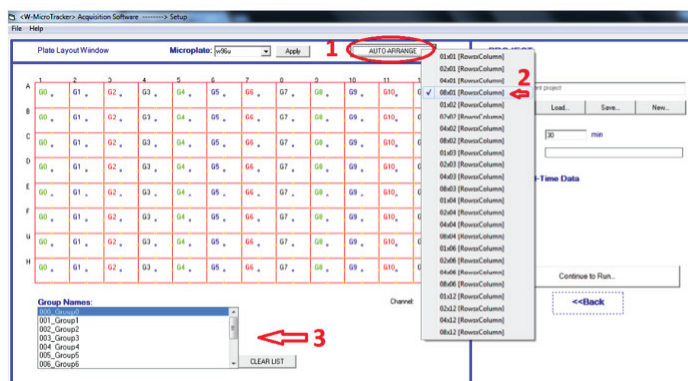 <W-MicroTracker> Acquisition Software --------> Setup
File Help
Plate Layout Window Microplate: w96u Apply 1 AUTO-ARRANGE
1 2 3 4 5 6 7 8 9 10 11
A G0 G1 G2 G3 G4 G5 G6 G7 G8 G9 G10
B G0 G1 G2 G3 G4 G5 G6 G7 G8 G9 G10
C G0 G1 G2 G3 G4 G5 G6 G7 G8 G9 G10
D G0 G1 G2 G3 G4 G5 G6 G7 G8 G9 G10
E G0 G1 G2 G3 G4 G5 G6 G7 G8 G9 G10
F G0 G1 G2 G3 G4 G5 G6 G7 G8 G9 G10
G G0 G1 G2 G3 G4 G5 G6 G7 G8 G9 G10
H G0 G1 G2 G3 G4 G5 G6 G7 G8 G9 G10
Group Names:
000_Group0
001_Group1
002_Group2
003_Group3
004_Group4
005_Group5
006_Group6
3
CLEAR LIST
Channel:
01x01 [RowsxColumn]
02x01 [RowsxColumn]
04x01 [RowsxColumn]
✓ 08x01 [RowsxColumn]
2
01x02 [RowsxColumn]
02x02 [RowsxColumn]
04x02 [RowsxColumn]
08x02 [RowsxColumn]
01x03 [RowsxColumn]
02x03 [RowsxColumn]
04x03 [RowsxColumn]
08x03 [RowsxColumn]
01x04 [RowsxColumn]
02x04 [RowsxColumn]
04x04 [RowsxColumn]
08x04 [RowsxColumn]
01x06 [RowsxColumn]
02x06 [RowsxColumn]
04x06 [RowsxColumn]
08x06 [RowsxColumn]
01x12 [RowsxColumn]
02x12 [RowsxColumn]
04x12 [RowsxColumn]
08x12 [RowsxColumn]
project
Load... Save... New...
30 min
-Time Data
Continue to Run...
<<Back